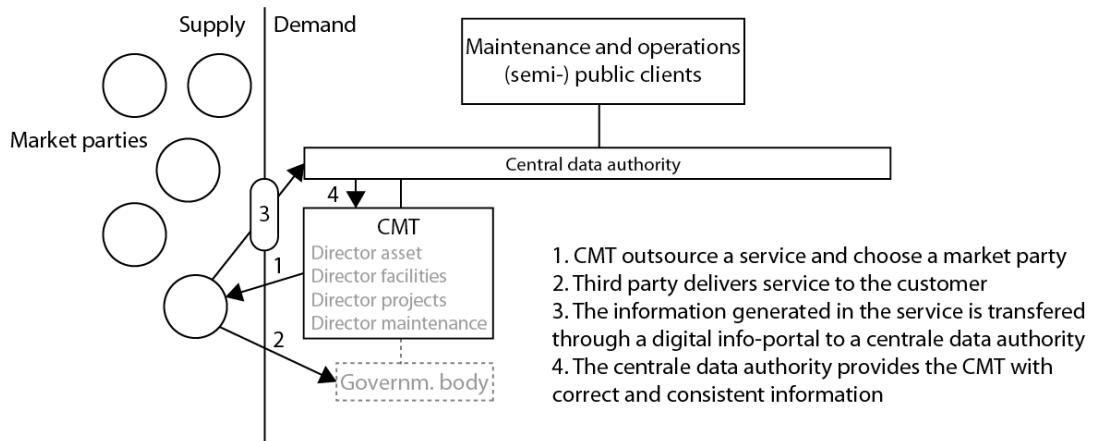 Supply
Demand
Maintenance and operations
(semi-) public clients
Market parties
Central data authority
4
3
CMT
Director asset
Director facilities
Director projects
Director maintenance
1
2
Governm. body
1. CMT outsource a service and choose a market party
2. Third party delivers service to the customer
3. The information generated in the service is transfered
through a digital info-portal to a centrale data authority
4. The centrale data authority provides the CMT with
correct and consistent information